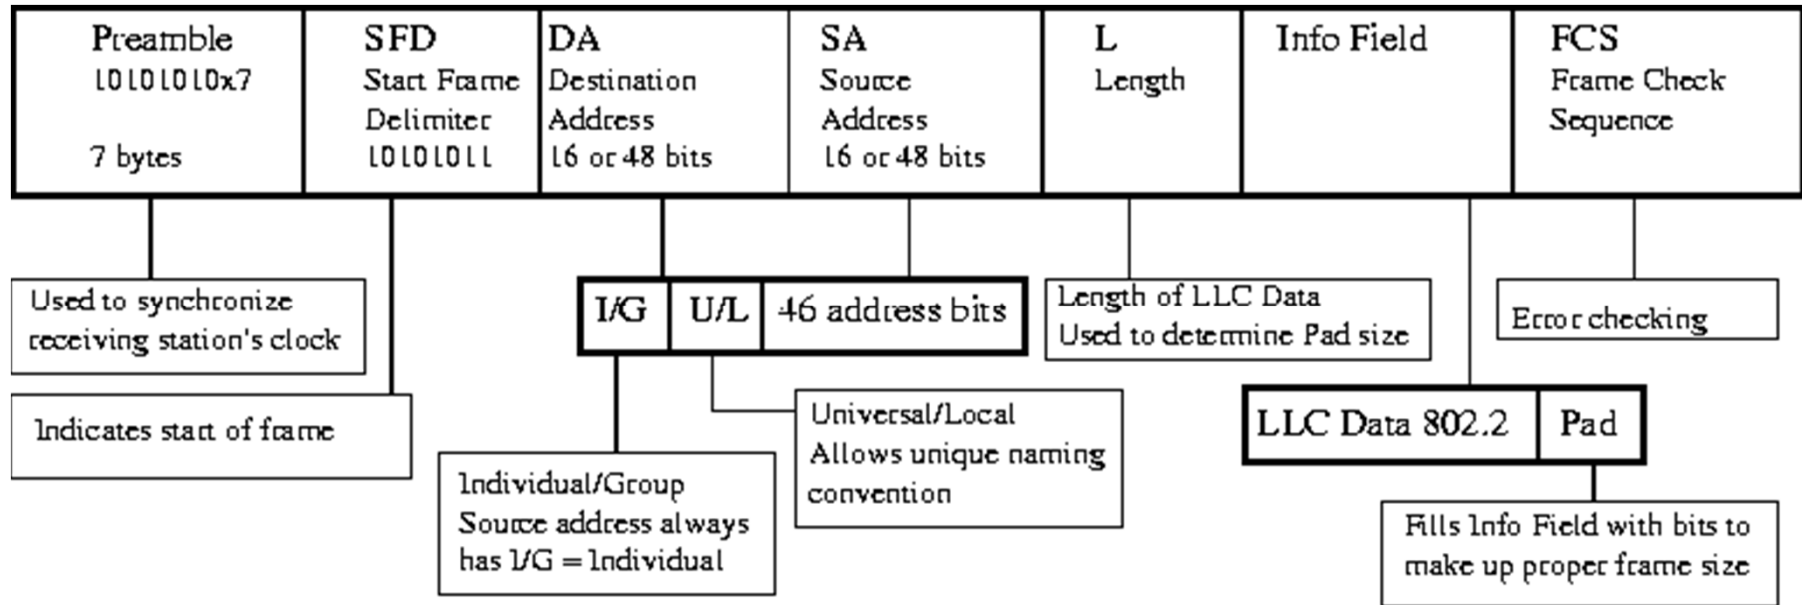 Preamble
10101010x7
7 bytes
SFD
Start Frame
Delimiter
10101011
DA
Destination
Address
16 or 48 bits
SA
Source
Address
16 or 48 bits
L
Length
Info Field
FCS
Frame Check
Sequence
Used to synchronize
receiving station's clock
Indicates start of frame
I/G
U/L
46 address bits
Individual/Group
Source address always
has I/G = Individual
Universal/Local
Allows unique naming
convention
Length of LLC Data
Used to determine Pad size
Error checking
LLC Data 802.2
Pad
Fills Info Field with bits to
make up proper frame size